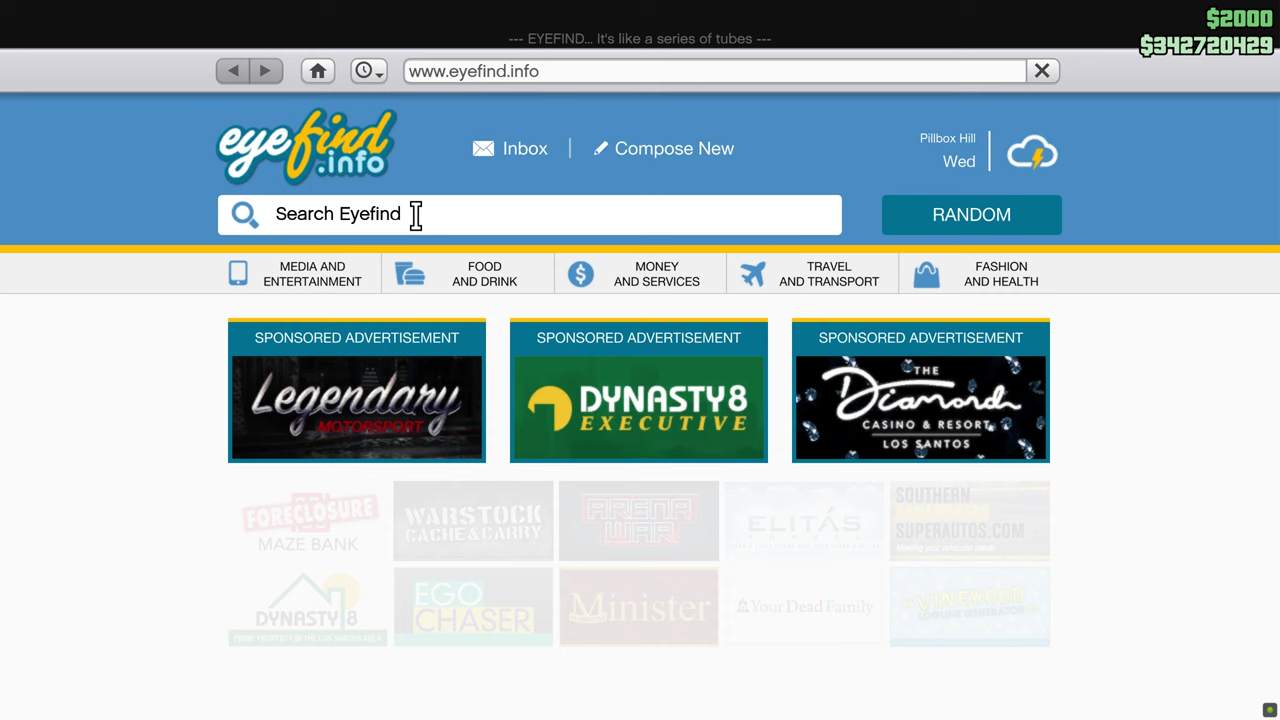 $2000
--- EYEFIND... It's like a series of tubes ---
$342720429
www.eyefind.info
eyefind
.info
Inbox
Compose New
Pillbox Hill
Wed
Search Eyefind
RANDOM
MEDIA AND
ENTERTAINMENT
FOOD
AND DRINK
MONEY
AND SERVICES
TRAVEL
AND TRANSPORT
FASHION
AND HEALTH
SPONSORED ADVERTISEMENT
Legendary
MOTORSPORT
SPONSORED ADVERTISEMENT
DYNASTY8
EXECUTIVE
SPONSORED ADVERTISEMENT
THE
Diamond
CASINO & RESORT
LOS SANTOS
FORECLOSURE
MAZE BANK
WARSTOCK
CACHE&CARRY
ARENA
WAR
ELITÁS
SOUTHERN
SUPERAUTOS.COM
DYNASTY 8
EGO
CHASER
Minister
Your Dead Family
VINEWOOD